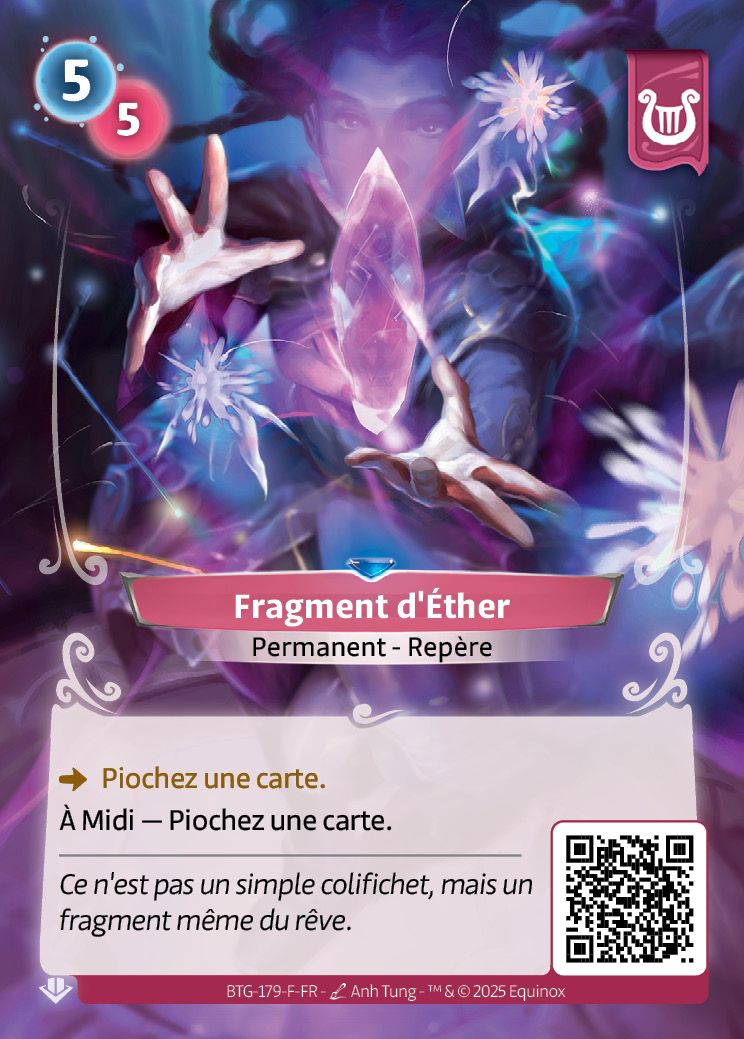 5
5
Fragment d'Éther
Permanent - Repère
Piochez une carte.
À Midi — Piochez une carte.
Ce n'est pas un simple colifichet, mais un
fragment même du rêve.
BTG-179-F-FR - Anh Tung - ™ & © 2025 Equinox